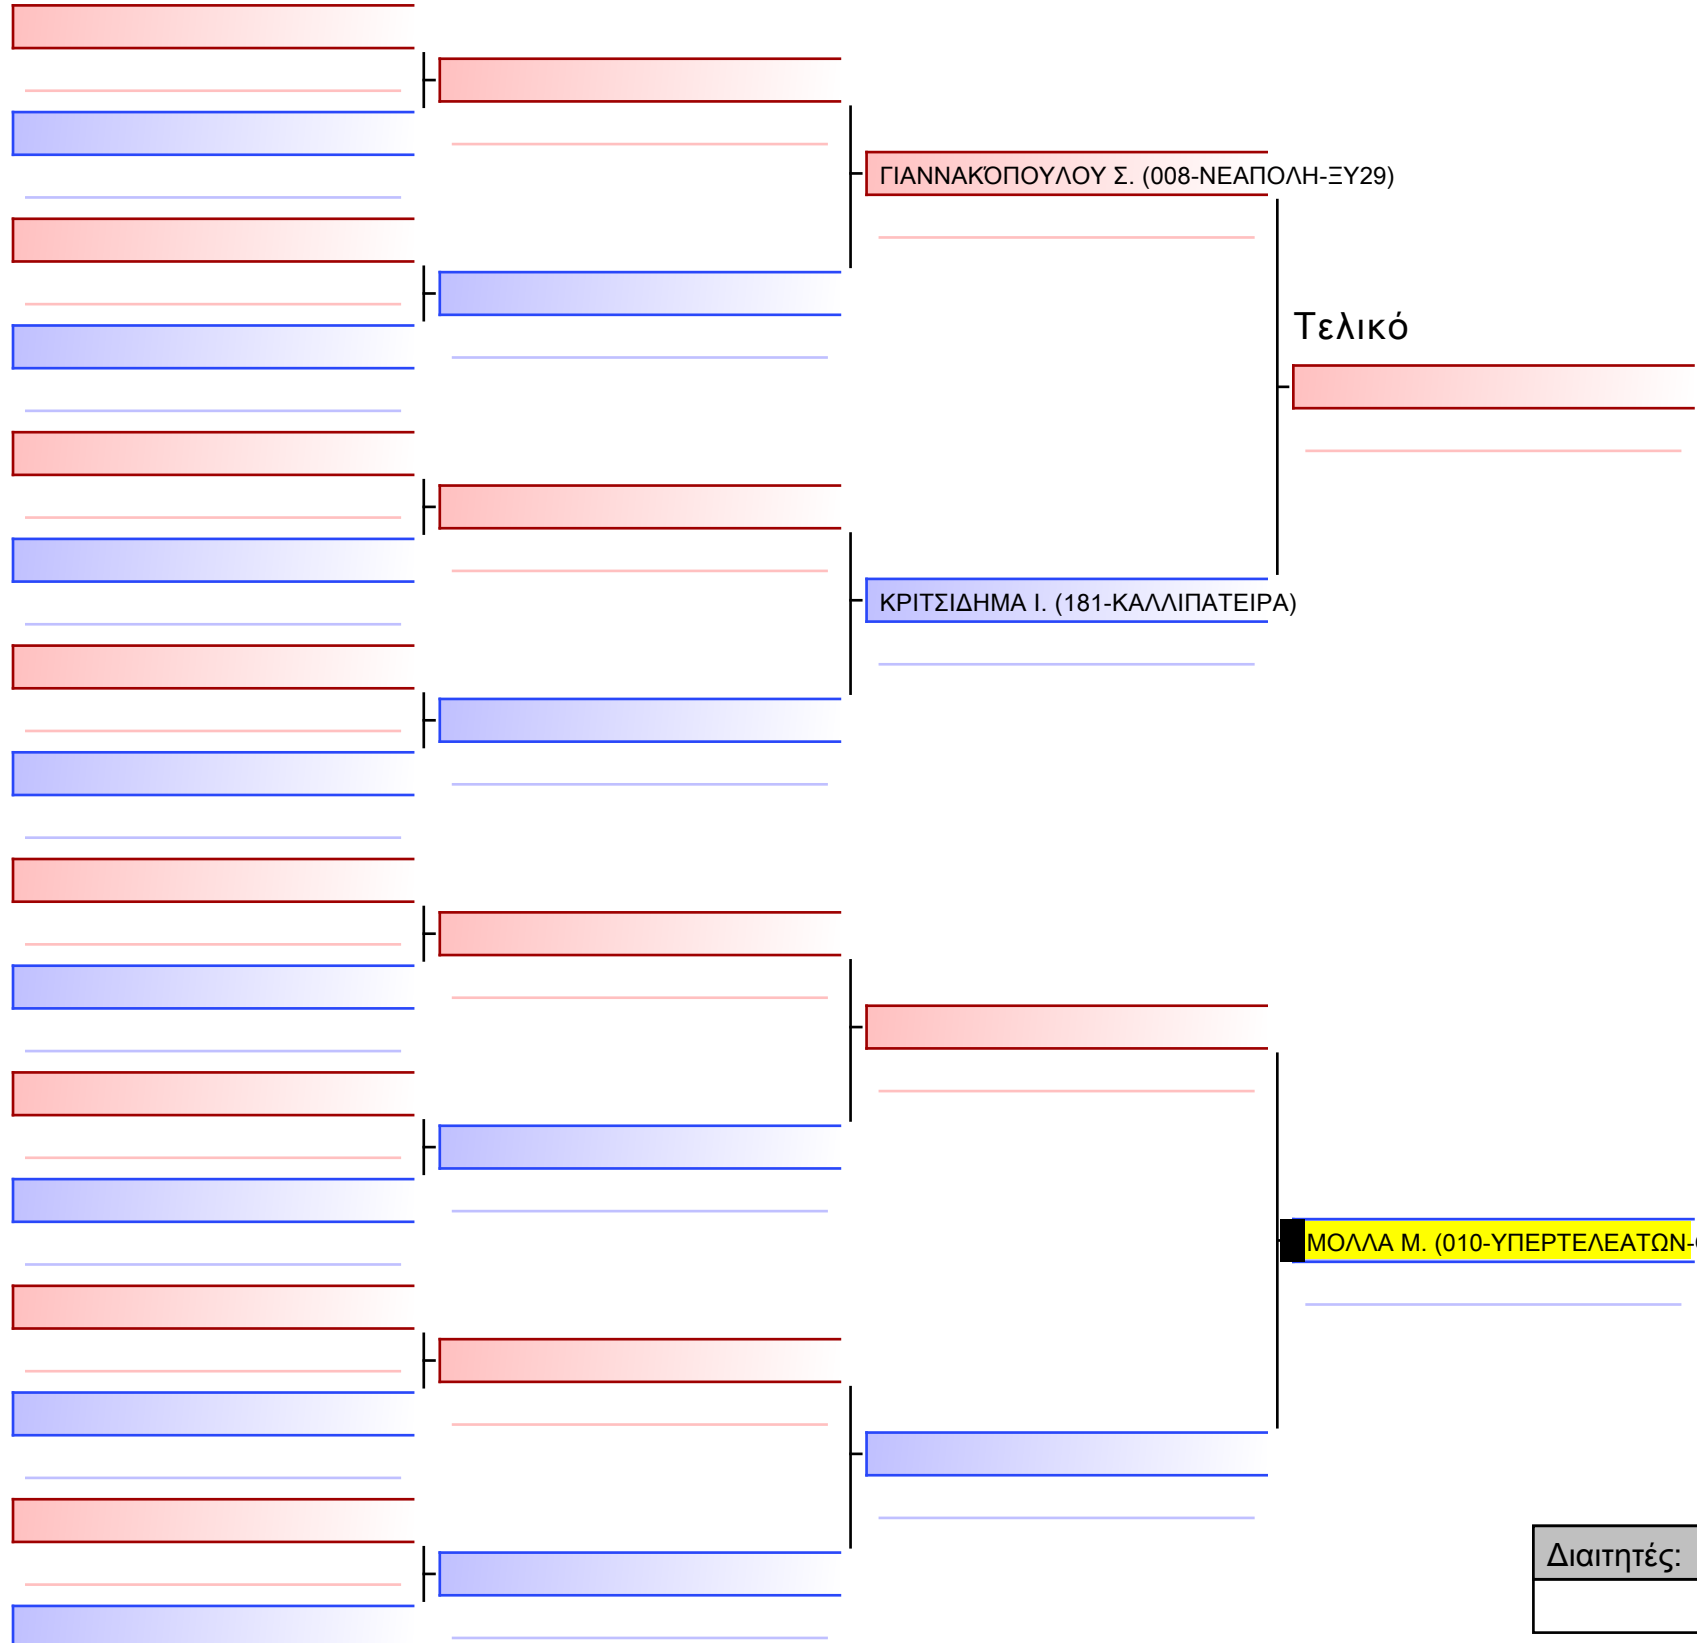 ΓΙΑΝΝΑΚΌΠΟΥΛΟΥ Σ. (008-ΝΕΑΠΟΛΗ-ΞΥ29)
Τελικό
ΚΡΙΤΣΙΔΗΜΑ Ι. (181-ΚΑΛΛΙΠΑΤΕΙΡΑ)
ΜΟΛΛΑ Μ. (010-ΥΠΕΡΤΕΛΕΑΤΩΝ-
Διαιτητές: